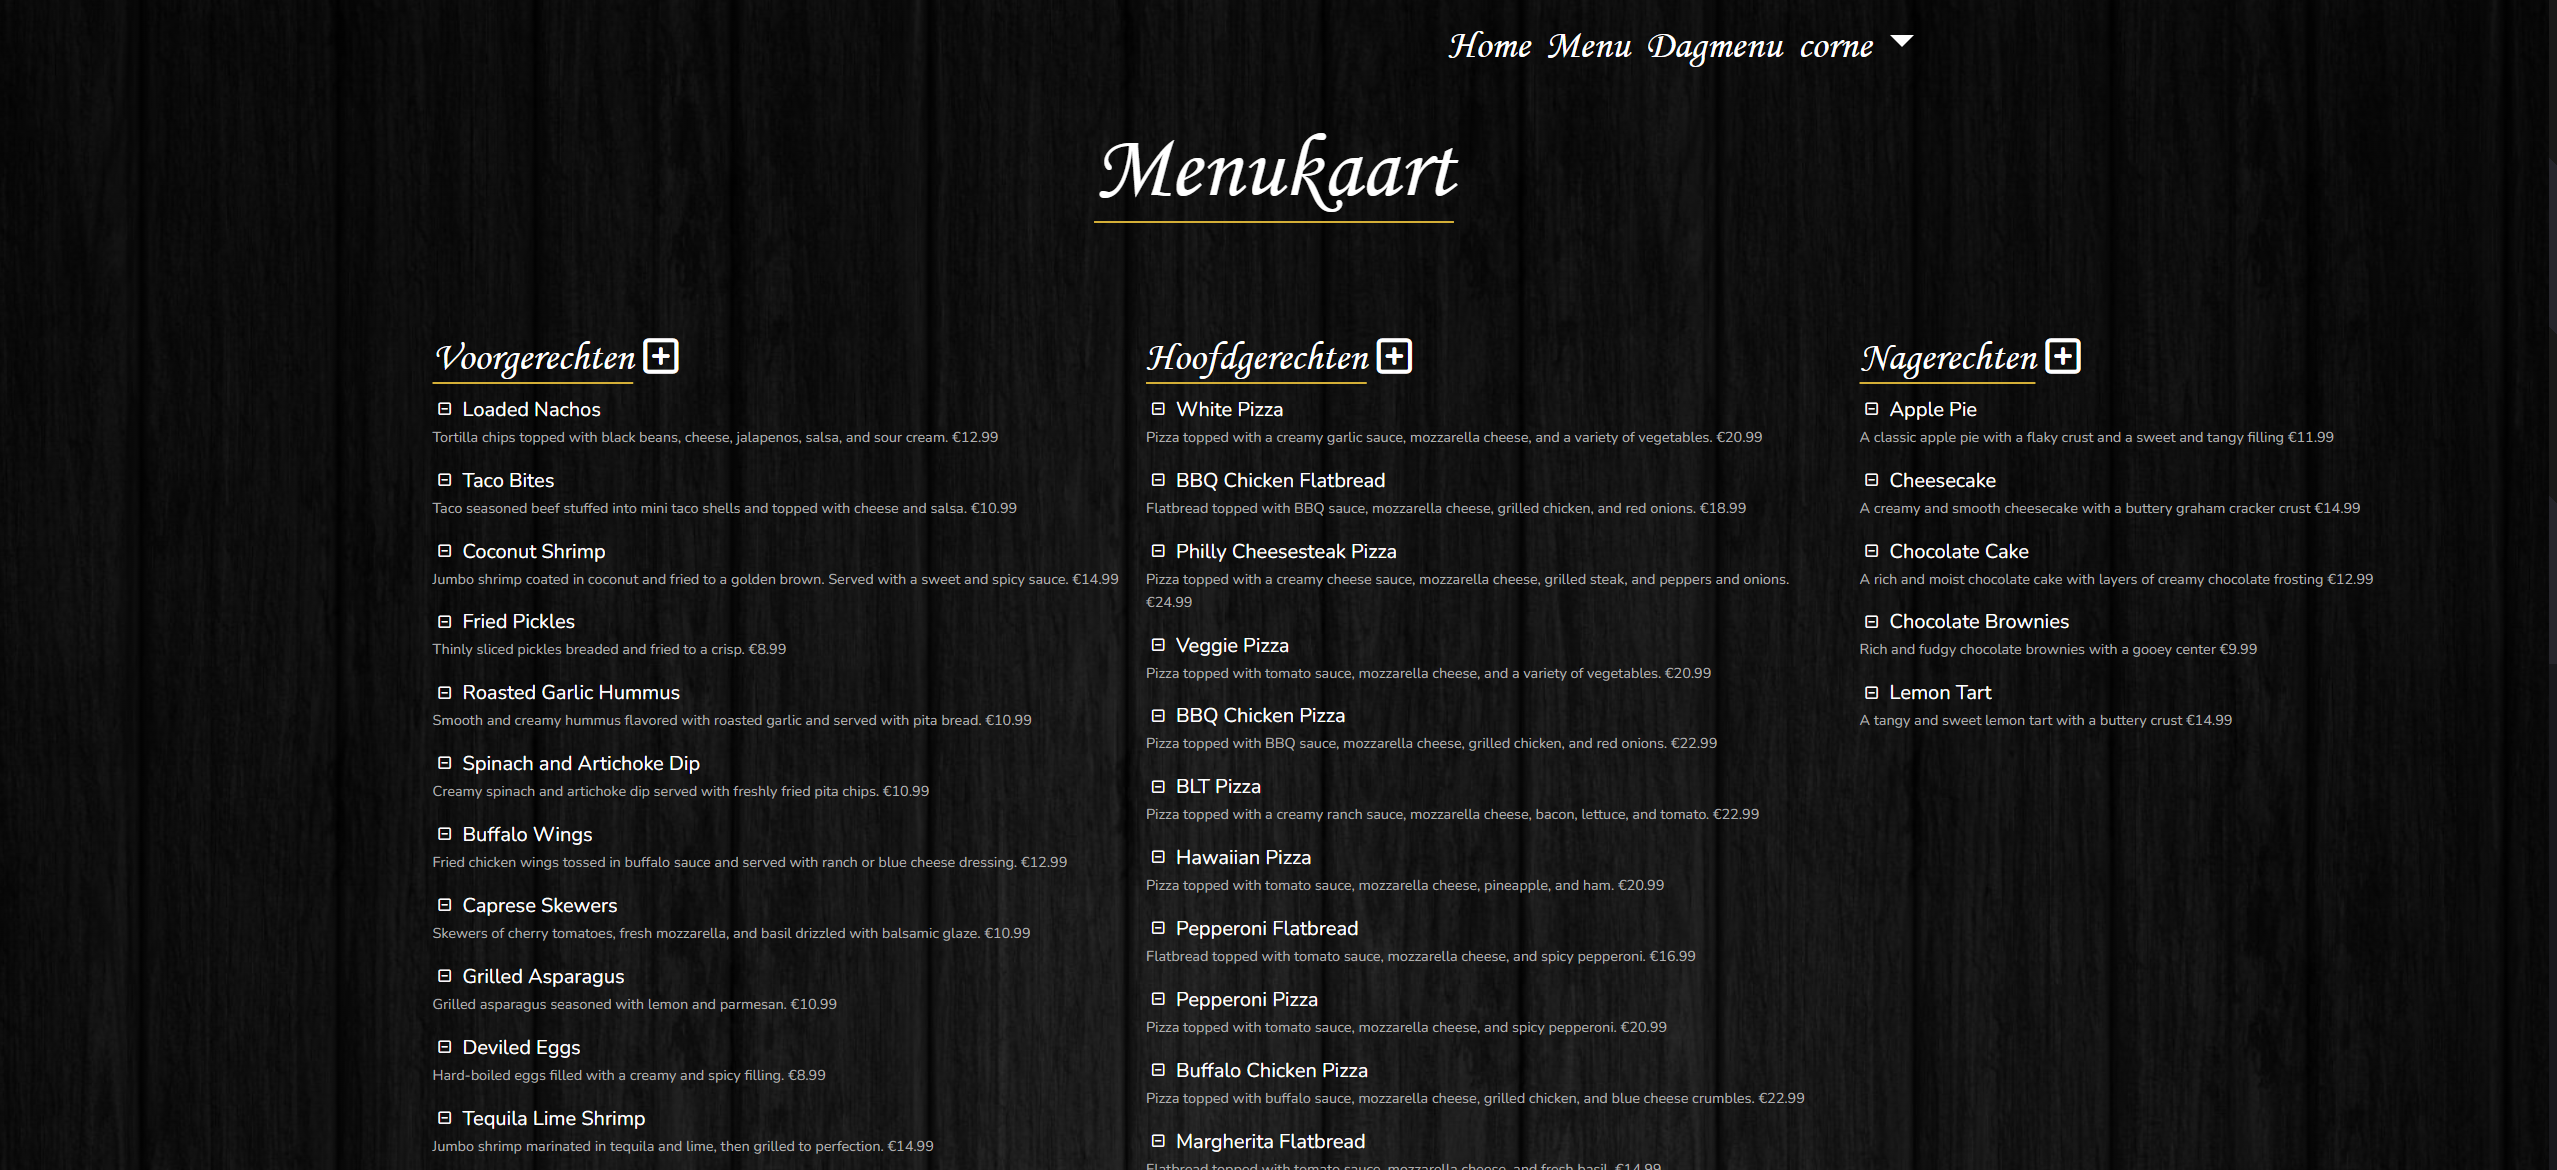 Home Menu Dagmenu corne
Menukaart
Voorgerechten
Loaded Nachos
Tortilla chips topped with black beans, cheese, jalapenos, salsa, and sour cream. €12.99
Taco Bites
Taco seasoned beef stuffed into mini taco shells and topped with cheese and salsa. €10.99
Coconut Shrimp
Jumbo shrimp coated in coconut and fried to a golden brown. Served with a sweet and spicy sauce. €14.99
Fried Pickles
Thinly sliced pickles breaded and fried to a crisp. €8.99
Roasted Garlic Hummus
Smooth and creamy hummus flavored with roasted garlic and served with pita bread. €10.99
Spinach and Artichoke Dip
Creamy spinach and artichoke dip served with freshly fried pita chips. €10.99
Buffalo Wings
Fried chicken wings tossed in buffalo sauce and served with ranch or blue cheese dressing. €12.99
Caprese Skewers
Skewers of cherry tomatoes, fresh mozzarella, and basil drizzled with balsamic glaze. €10.99
Grilled Asparagus
Grilled asparagus seasoned with lemon and parmesan. €10.99
Deviled Eggs
Hard-boiled eggs filled with a creamy and spicy filling. €8.99
Tequila Lime Shrimp
Jumbo shrimp marinated in tequila and lime, then grilled to perfection. €14.99
Hoofdgerechten
White Pizza
Pizza topped with a creamy garlic sauce, mozzarella cheese, and a variety of vegetables. €20.99
BBQ Chicken Flatbread
Flatbread topped with BBQ sauce, mozzarella cheese, grilled chicken, and red onions. €18.99
Philly Cheesesteak Pizza
Pizza topped with a creamy cheese sauce, mozzarella cheese, grilled steak, and peppers and onions.
€24.99
Veggie Pizza
Pizza topped with tomato sauce, mozzarella cheese, and a variety of vegetables. €20.99
BBQ Chicken Pizza
Pizza topped with BBQ sauce, mozzarella cheese, grilled chicken, and red onions. €22.99
BLT Pizza
Pizza topped with a creamy ranch sauce, mozzarella cheese, bacon, lettuce, and tomato. €22.99
Hawaiian Pizza
Pizza topped with tomato sauce, mozzarella cheese, pineapple, and ham. €20.99
Pepperoni Flatbread
Flatbread topped with tomato sauce, mozzarella cheese, and spicy pepperoni. €16.99
Pepperoni Pizza
Pizza topped with tomato sauce, mozzarella cheese, and spicy pepperoni. €20.99
Buffalo Chicken Pizza
Pizza topped with buffalo sauce, mozzarella cheese, grilled chicken, and blue cheese crumbles. €22.99
Margherita Flatbread
Flatbread topped with tomato sauce, mozzarella cheese, and fresh basil. €14.99
Nagerechten
Apple Pie
A classic apple pie with a flaky crust and a sweet and tangy filling €11.99
Cheesecake
A creamy and smooth cheesecake with a buttery graham cracker crust €14.99
Chocolate Cake
A rich and moist chocolate cake with layers of creamy chocolate frosting €12.99
Chocolate Brownies
Rich and fudgy chocolate brownies with a gooey center €9.99
Lemon Tart
A tangy and sweet lemon tart with a buttery crust €14.99